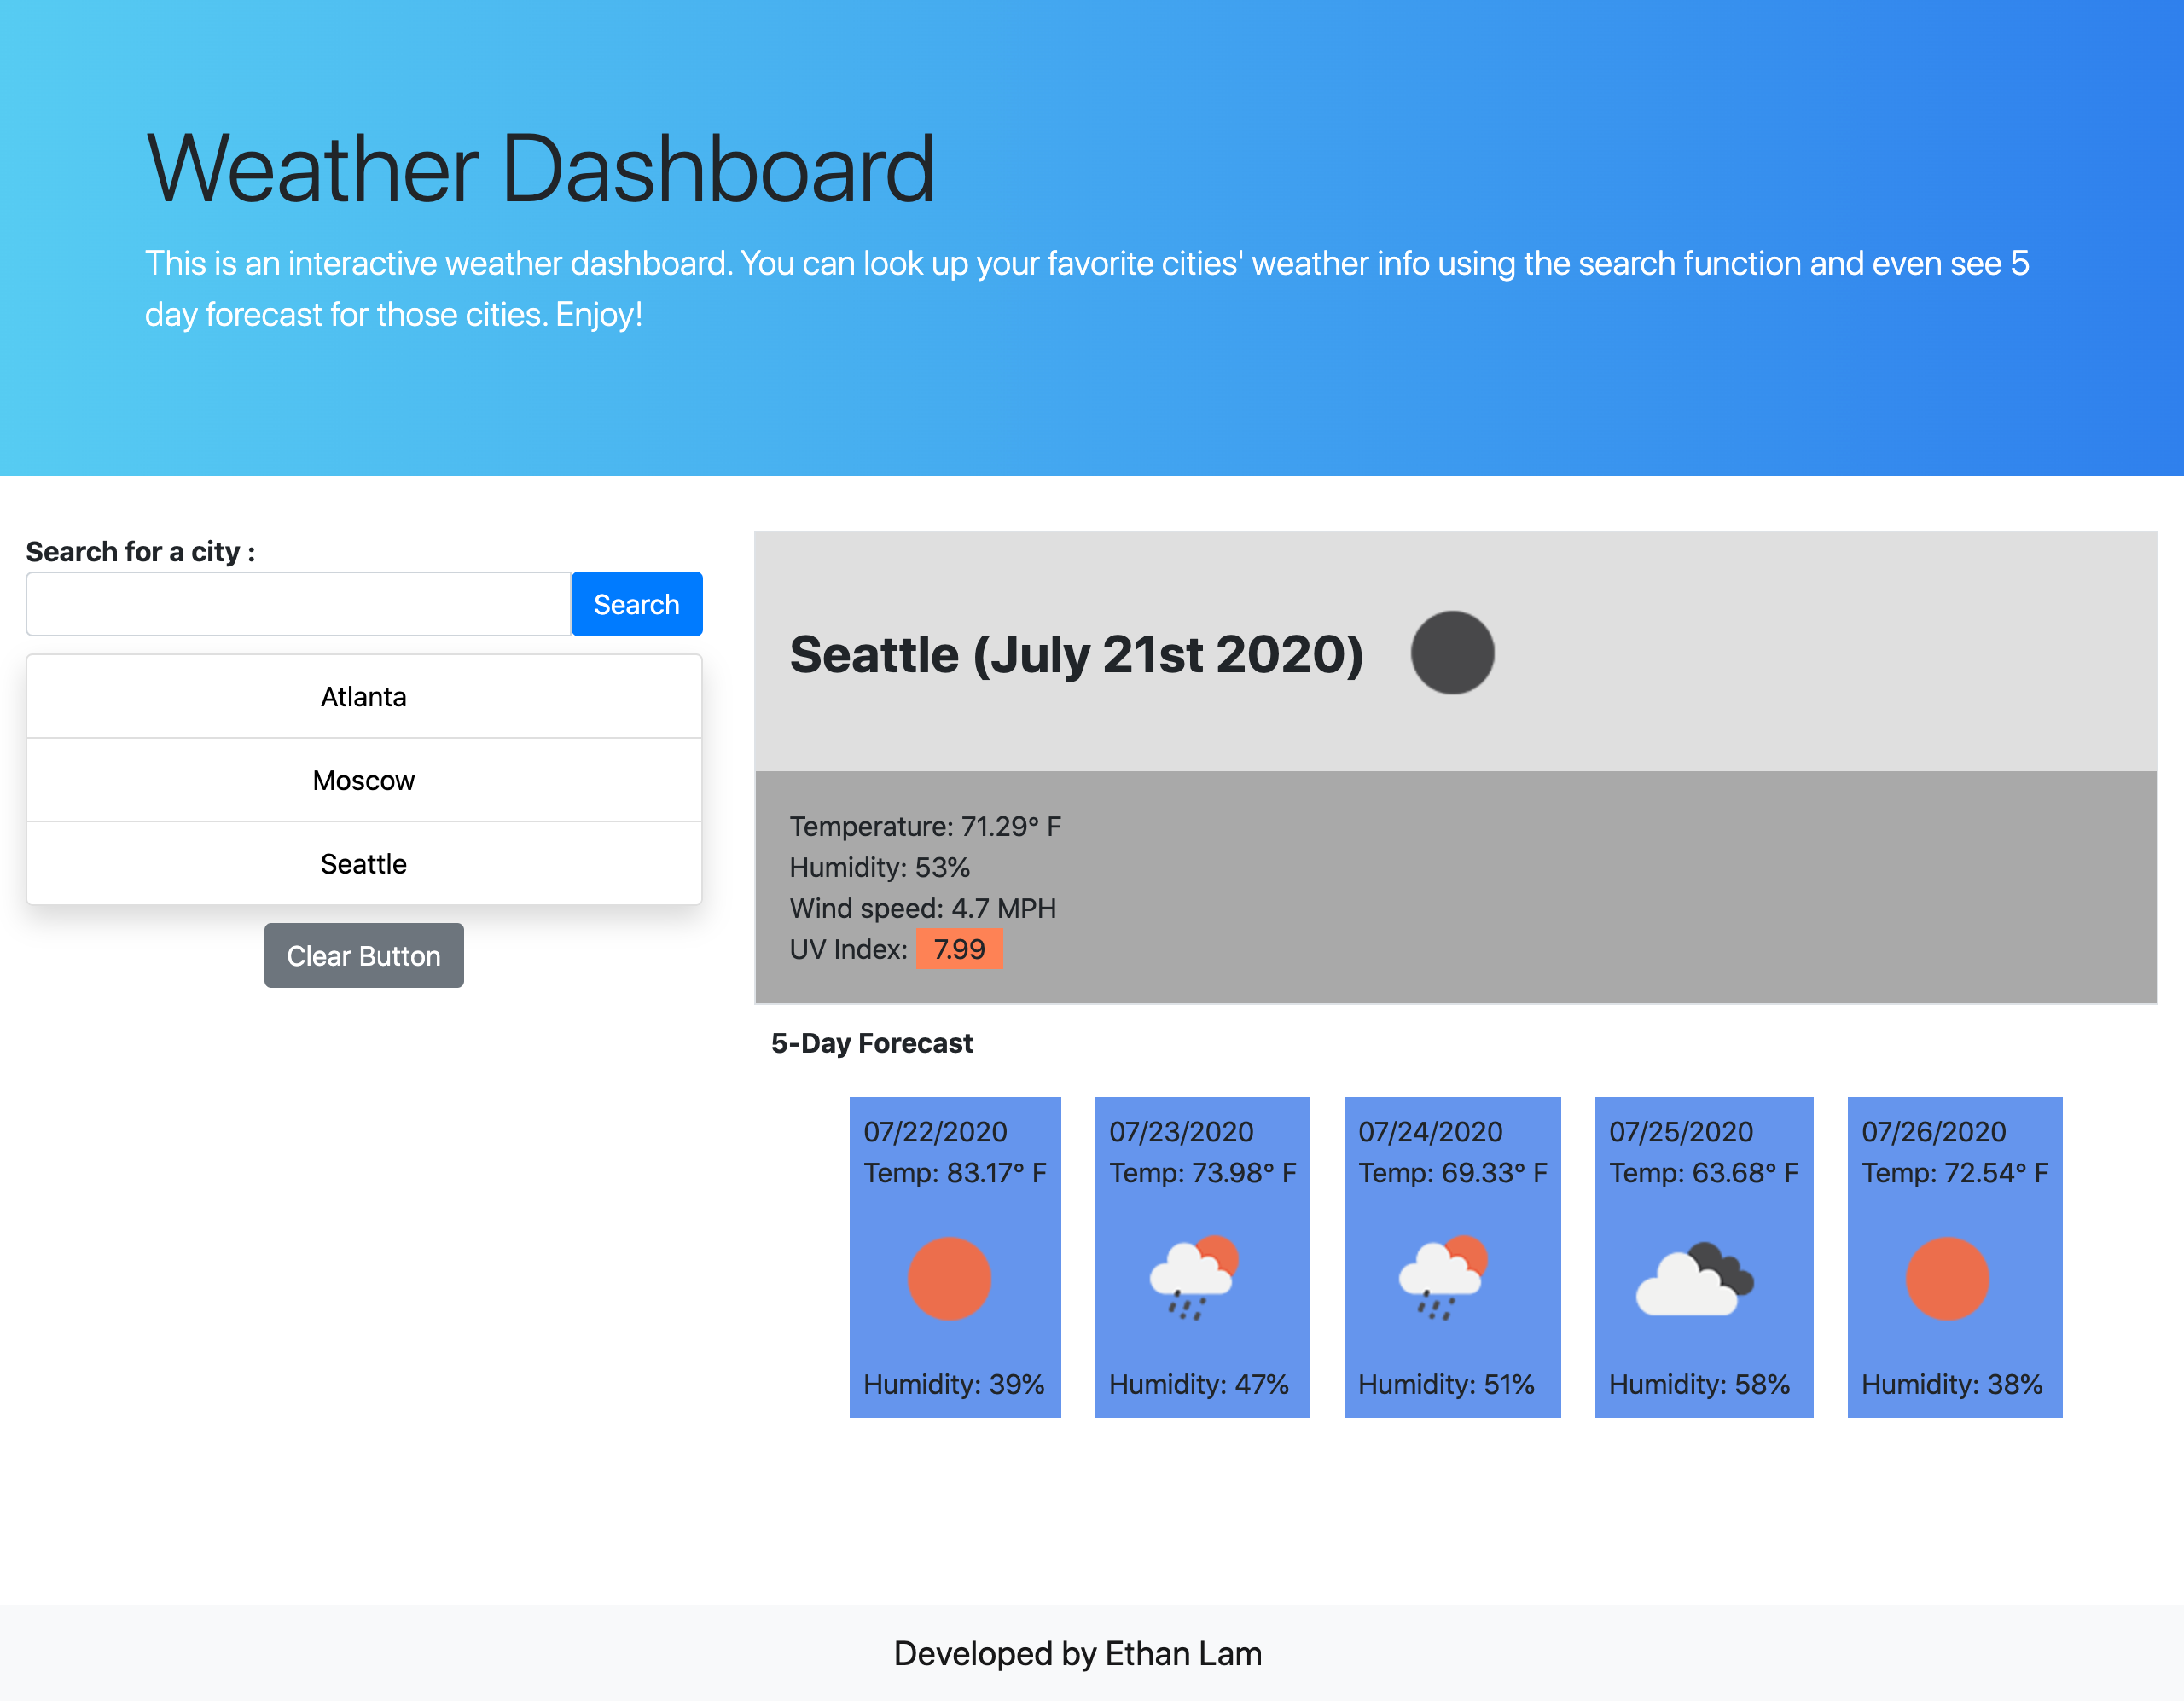 Weather Dashboard
This is an interactive weather dashboard. You can look up your favorite cities' weather info using the search function and even see 5
day forecast for those cities. Enjoy!
Search for a city :
Search
Atlanta
Moscow
Seattle
Clear Button
Seattle (July 21st 2020)
Temperature: 71.29° F
Humidity: 53%
Wind speed: 4.7 MPH
UV Index: 7.99
5-Day Forecast
07/22/2020
Temp: 83.17° F
Humidity: 39%
07/23/2020
Temp: 73.98° F
Humidity: 47%
07/24/2020
Temp: 69.33° F
Humidity: 51%
07/25/2020
Temp: 63.68° F
Humidity: 58%
07/26/2020
Temp: 72.54° F
Humidity: 38%
Developed by Ethan Lam